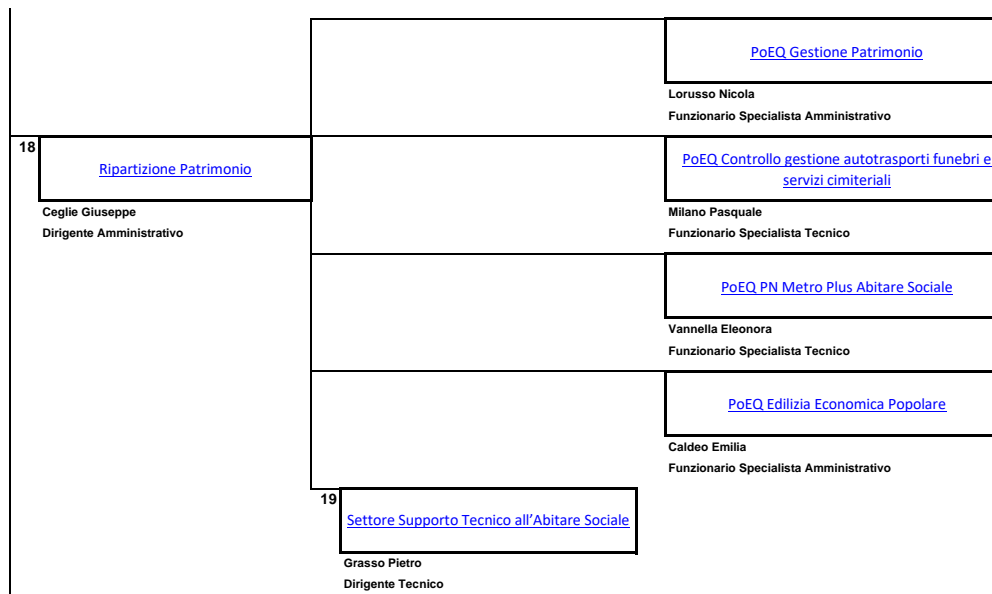 PoEQ Gestione Patrimonio
Lorusso Nicola
Funzionario Specialista Amministrativo
18
Ripartizione Patrimonio
Ceglie Giuseppe
Dirigente Amministrativo
PoEQ Controllo gestione autotrasporti funebri e
servizi cimiteriali
Milano Pasquale
Funzionario Specialista Tecnico
PoEQ PN Metro Plus Abitare Sociale
Vannella Eleonora
Funzionario Specialista Tecnico
PoEQ Edilizia Economica Popolare
Caldeo Emilia
Funzionario Specialista Amministrativo
19
Settore Supporto Tecnico all’Abitare Sociale
Grasso Pietro
Dirigente Tecnico